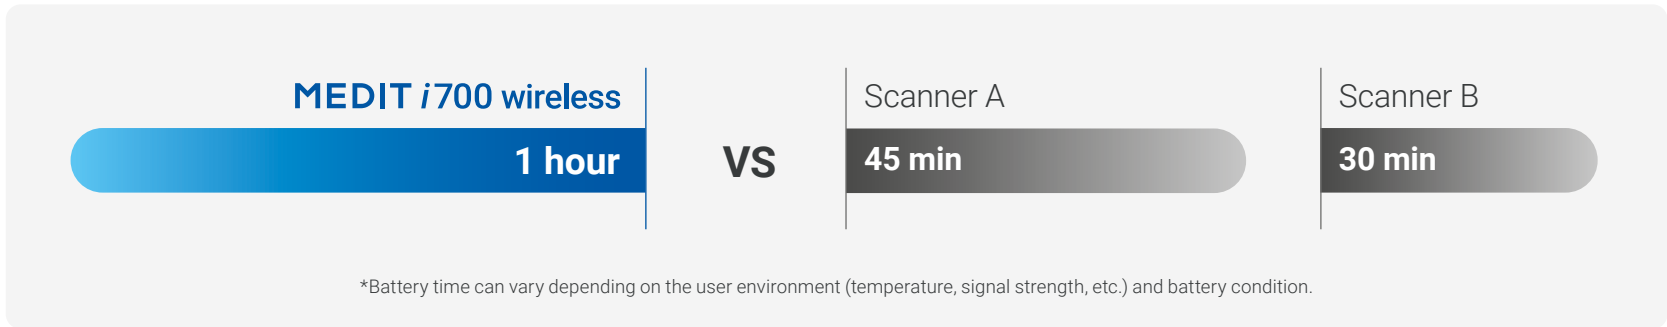 MEDIT i700 wireless
1 hour
VS
Scanner A
45 min
Scanner B
30 min
*Battery time can vary depending on the user environment (temperature, signal strength, etc.) and battery condition.